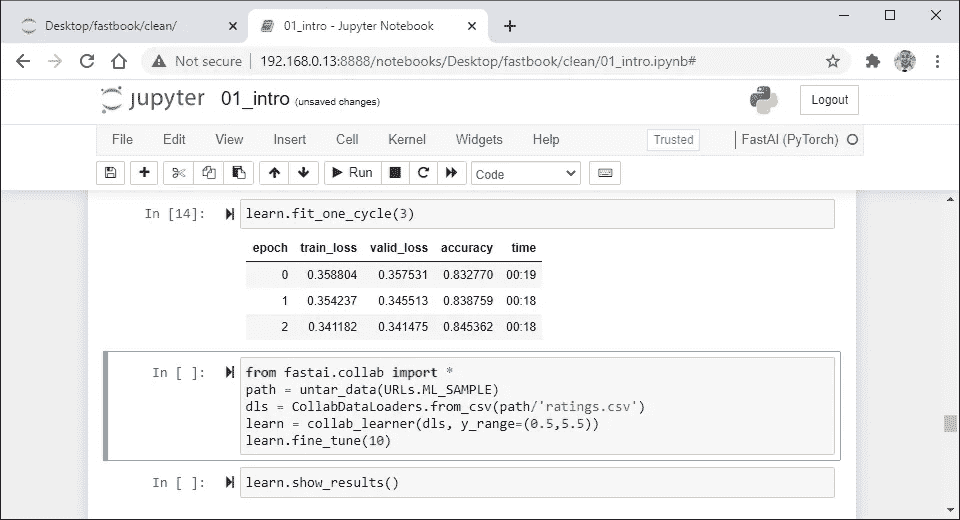 Desktop/fastbook/clean/
01_intro - Jupyter Notebook
Not secure | 192.168.0.13:8888/notebooks/Desktop/fastbook/clean/01_intro.ipynb#
jupyter 01_intro (unsaved changes)
Logout
File Edit View Insert Cell Kernel Widgets Help Trusted FastAI (PyTorch)
Run Code
In [14]: learn.fit_one_cycle(3)
epoch train_loss valid_loss accuracy time
0 0.358804 0.357531 0.832770 00:19
1 0.354237 0.345513 0.838759 00:18
2 0.341182 0.341475 0.845362 00:18
In [ ]: from fastai.collab import *
path = untar_data(URLs.ML_SAMPLE)
dls = CollabDataLoaders.from_csv(path/'ratings.csv')
learn = collab_learner(dls, y_range=(0.5,5.5))
learn.fine_tune(10)
In [ ]: learn.show_results()